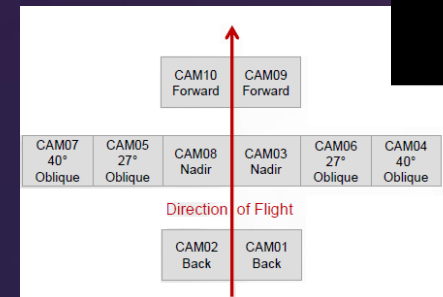 CAM10
Forward
CAM09
Forward
CAM07
40°
Oblique
CAM05
27°
Oblique
CAM08
Nadir
CAM03
Nadir
CAM06
27°
Oblique
CAM04
40°
Oblique
Direction of Flight
CAM02
Back
CAM01
Back